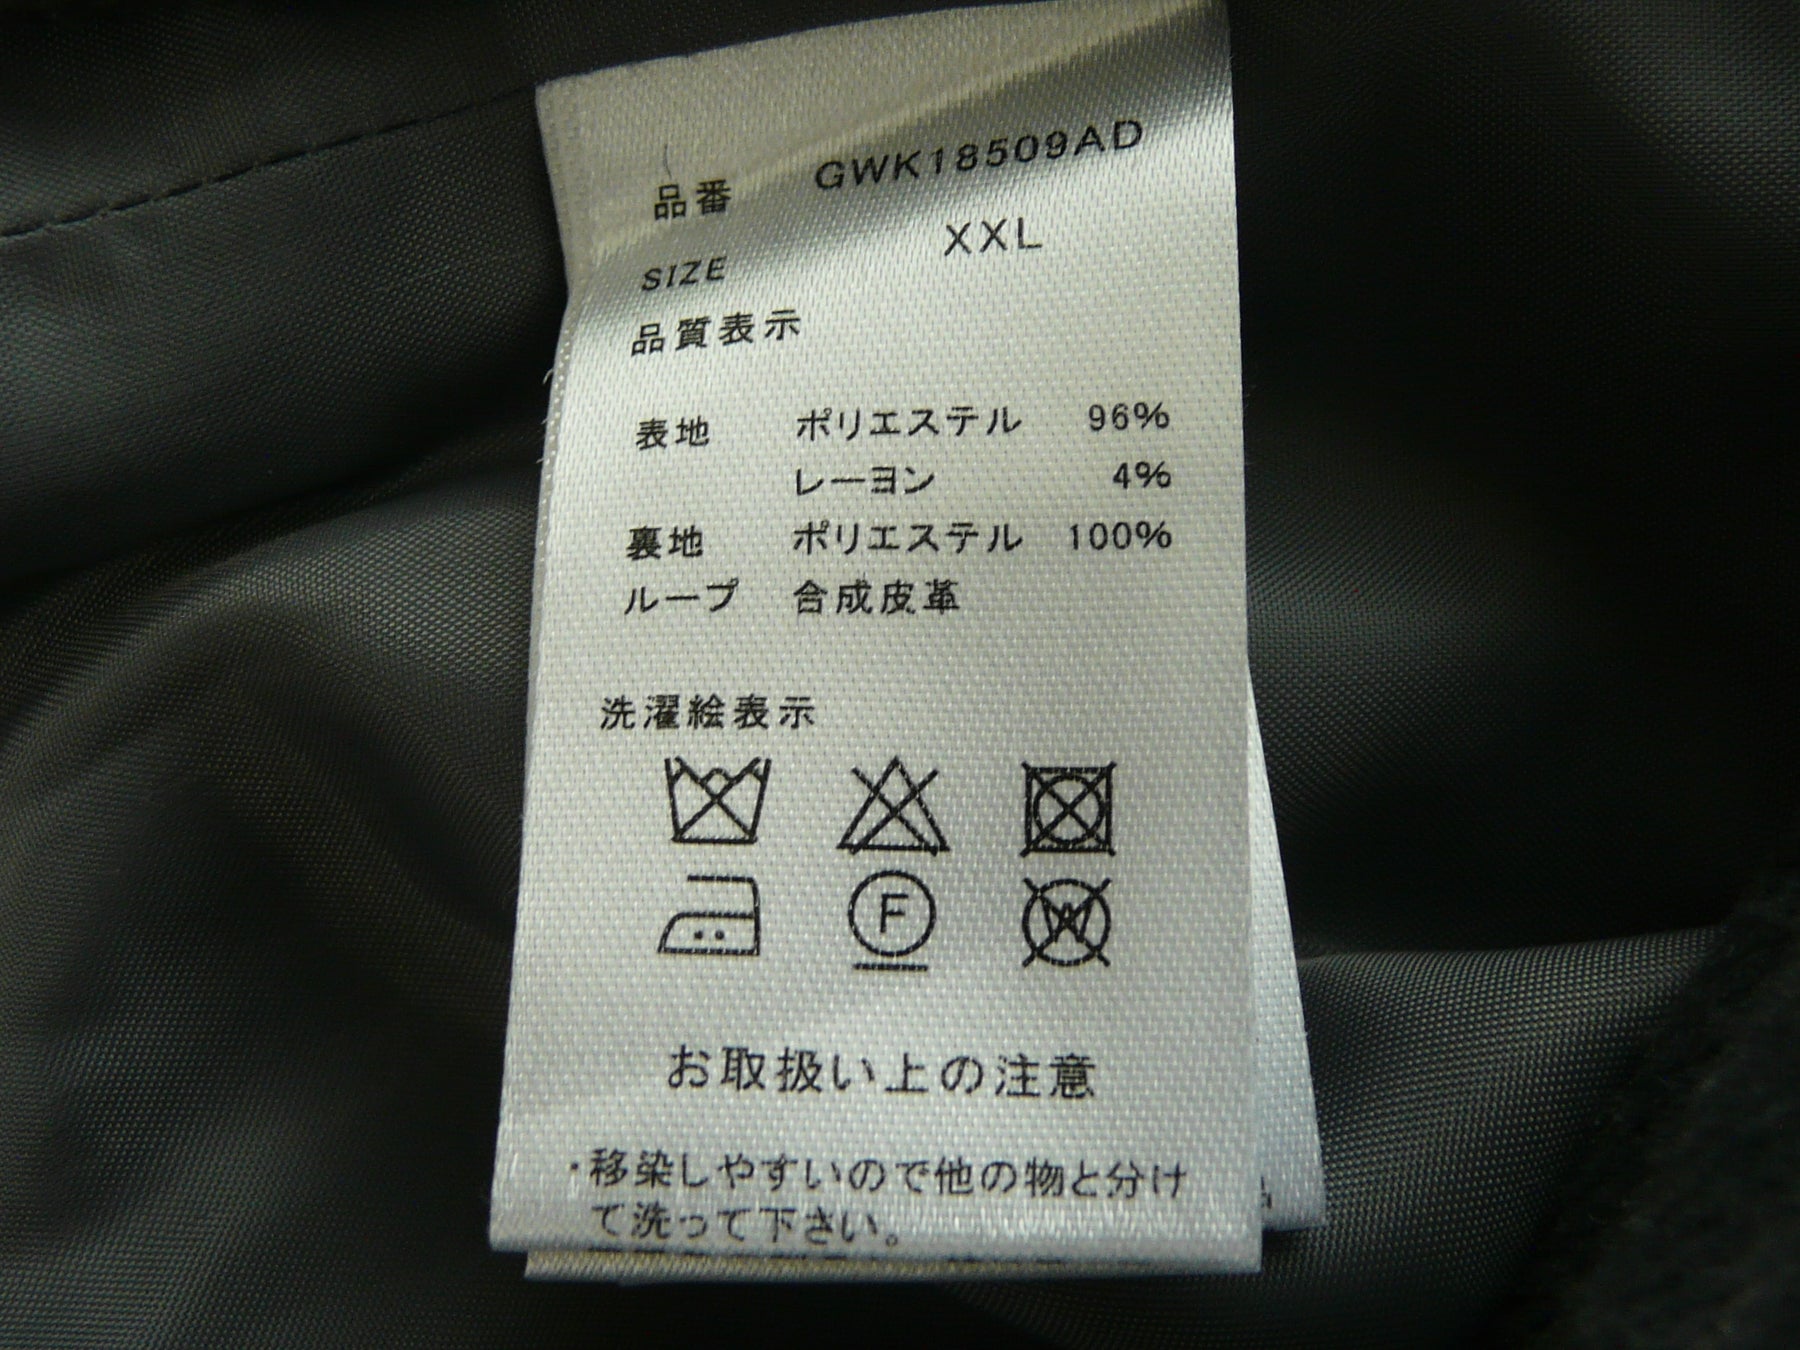 品番 GWK18509AD
SIZE XXL
品質表示
表地 ポリエステル 96%
レーヨン 4%
裏地 ポリエステル 100%
ループ 合成皮革
洗濯絵表示
F W
お取扱い上の注意
・移染しやすいので他の物と分け
て洗って下さい。